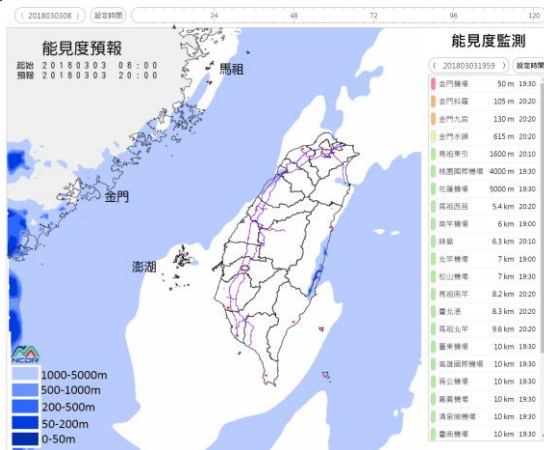 〈 2018030308 〉 設定時間 24 48 72 96 120
能見度預報
起始 20180303 08:00
預報 20180303 20:00
馬祖
金門
澎湖
NCDR
1000-5000m
500-1000m
200-500m
50-200m
0-50m
能見度監測
〈 201803031959 〉 設定時間
金門機場 50 m 19:30
金門料羅 105 m 20:20
金門九宮 130 m 20:20
金門水頭 615 m 20:20
馬祖東引 1600 m 20:10
桃園國際機場 4000 m 19:30
花蓮機場 5000 m 19:30
馬祖西莒 5.4 km 20:20
南竿機場 6 km 19:00
綠島 6.3 km 20:10
北竿機場 7 km 19:00
松山機場 7 km 19:30
馬祖南竿 8.2 km 20:20
臺北港 8.3 km 20:20
馬祖北竿 9.6 km 20:20
臺東機場 10 km 19:30
高雄國際機場 10 km 19:30
馬公機場 10 km 19:30
嘉義機場 10 km 19:30
清泉崗機場 10 km 19:30
臺南機場 10 km 19:30